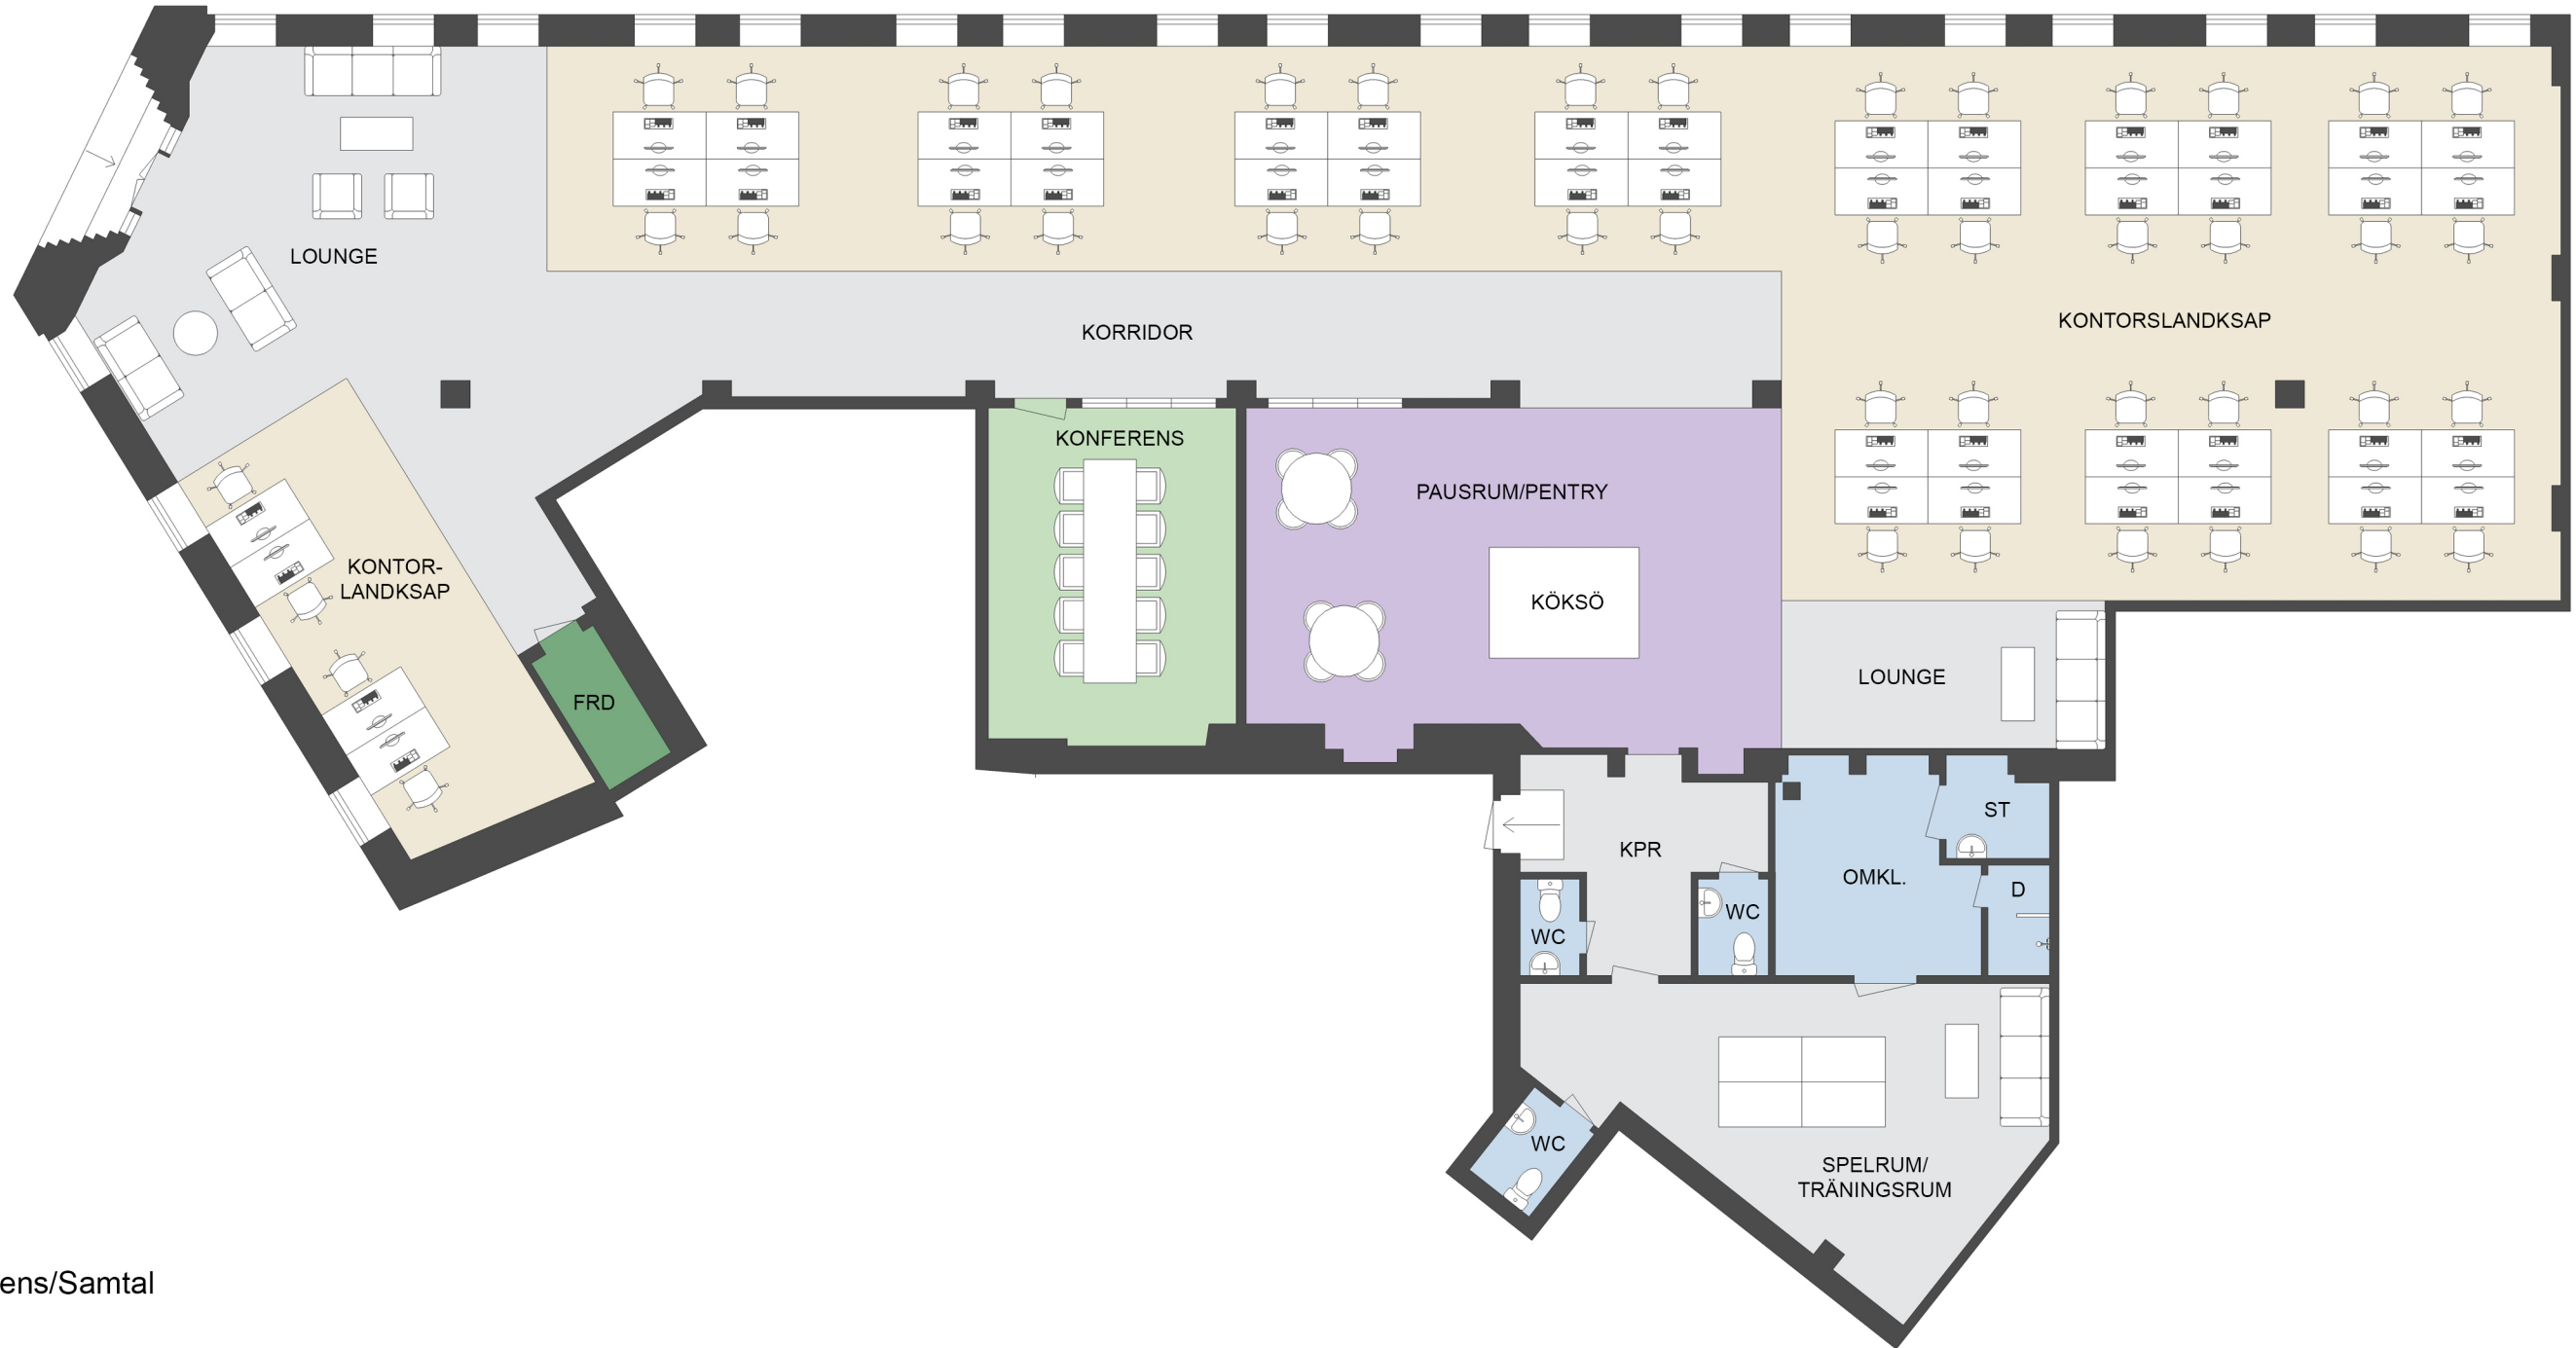 LOUNGE
KORRIDOR
KONTORSLANDKSAP
KONFERENS
PAUSRUM/PENTRY
KONTOR-
LANDKSAP
KÖKSÖ
FRD
LOUNGE
ST
KPR
OMKL.
D
WC
WC
WC
SPELRUM/
TRÄNINGSRUM
ens/Samtal